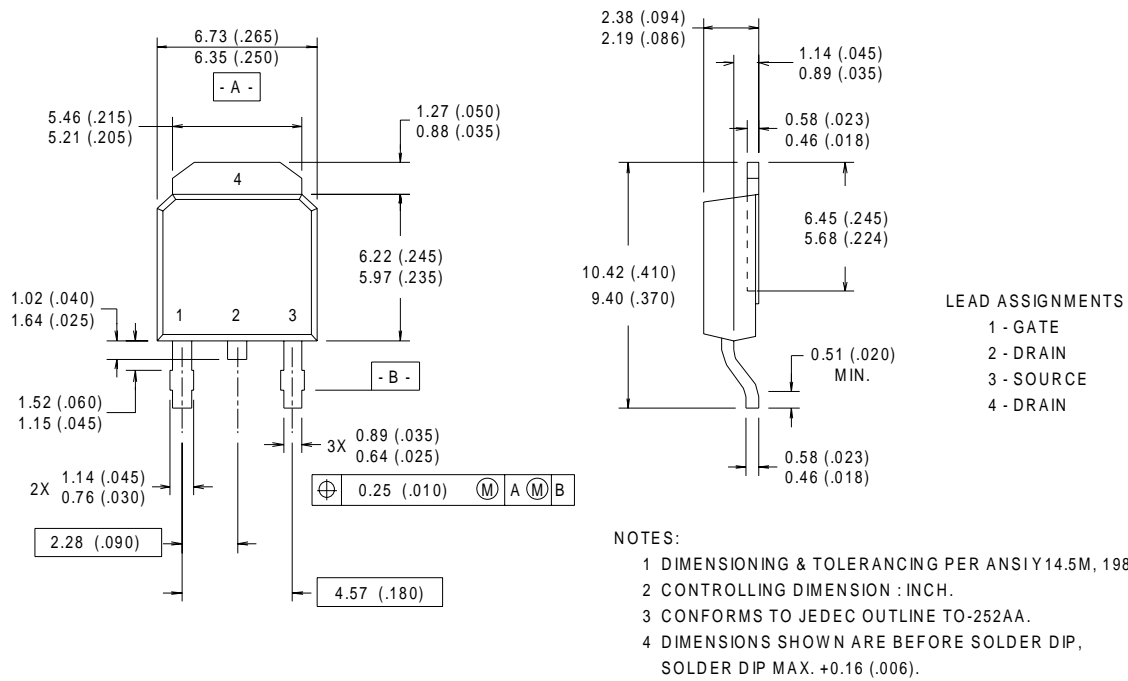 6.73 (.265)
6.35 (.250)
- A -
5.46 (.215)
5.21 (.205)
1.27 (.050)
0.88 (.035)
4
6.22 (.245)
5.97 (.235)
1.02 (.040)
1.64 (.025)
1 2 3
- B -
1.52 (.060)
1.15 (.045)
3X 0.89 (.035)
0.64 (.025)
2X 1.14 (.045)
0.76 (.030)
0.25 (.010) M A M B
2.28 (.090)
4.57 (.180)
2.38 (.094)
2.19 (.086)
1.14 (.045)
0.89 (.035)
0.58 (.023)
0.46 (.018)
6.45 (.245)
5.68 (.224)
10.42 (.410)
9.40 (.370)
0.51 (.020)
MIN.
0.58 (.023)
0.46 (.018)
LEAD ASSIGNMENTS
1 - GATE
2 - DRAIN
3 - SOURCE
4 - DRAIN
NOTES:
1 DIMENSIONING & TOLERANCING PER ANSI Y14.5M, 198
2 CONTROLLING DIMENSION : INCH.
3 CONFORMS TO JEDEC OUTLINE TO-252AA.
4 DIMENSIONS SHOWN ARE BEFORE SOLDER DIP,
SOLDER DIP MAX. +0.16 (.006).